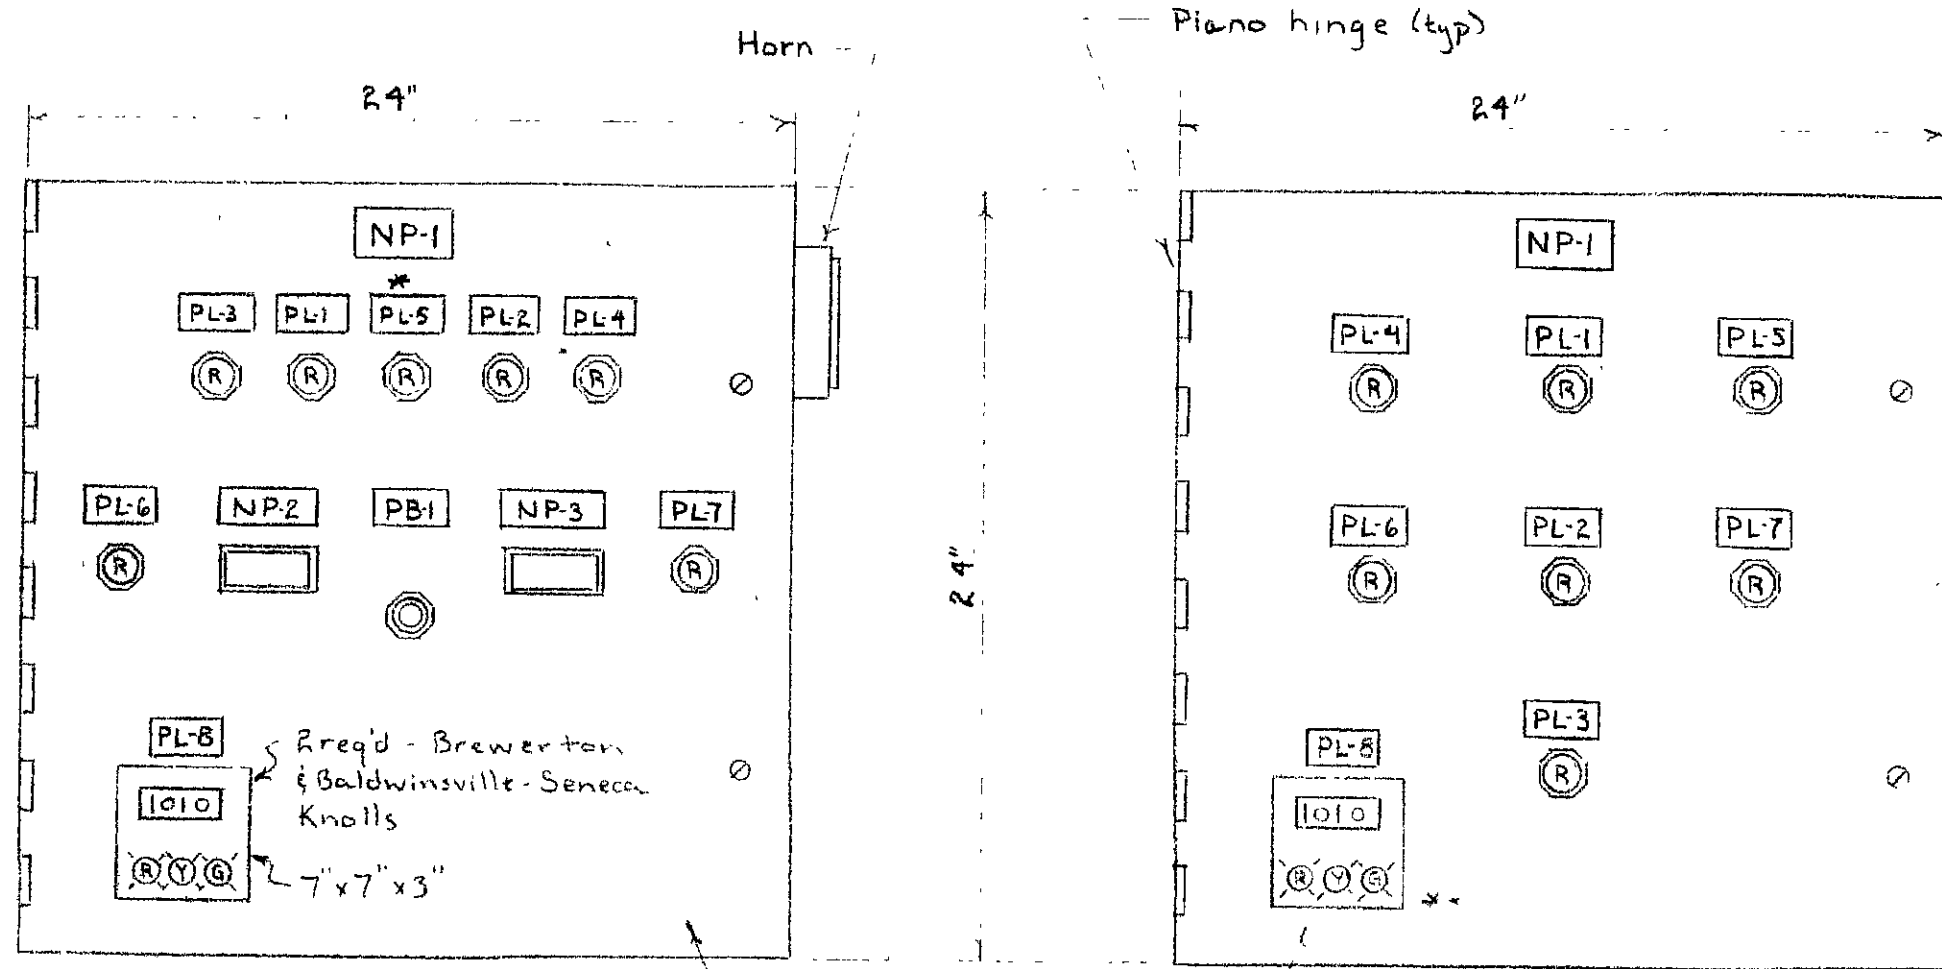 Horn
Piano hinge (typ)
24"
24"
NP-1
*
PL-3 PL-1 PL-5 PL-2 PL-4
R R R R R
PL-6 NP-2 PB-1 NP-3 PL-7
R R
PL-8
2 req'd - Brewerton
& Baldwinsville - Seneca
Knolls
1010
R Y G
7" x 7" x 3"
24"
NP-1
PL-4 PL-1 PL-5
R R R
PL-6 PL-2 PL-7
R R R
PL-3
R
PL-8
1010
R Y G
**